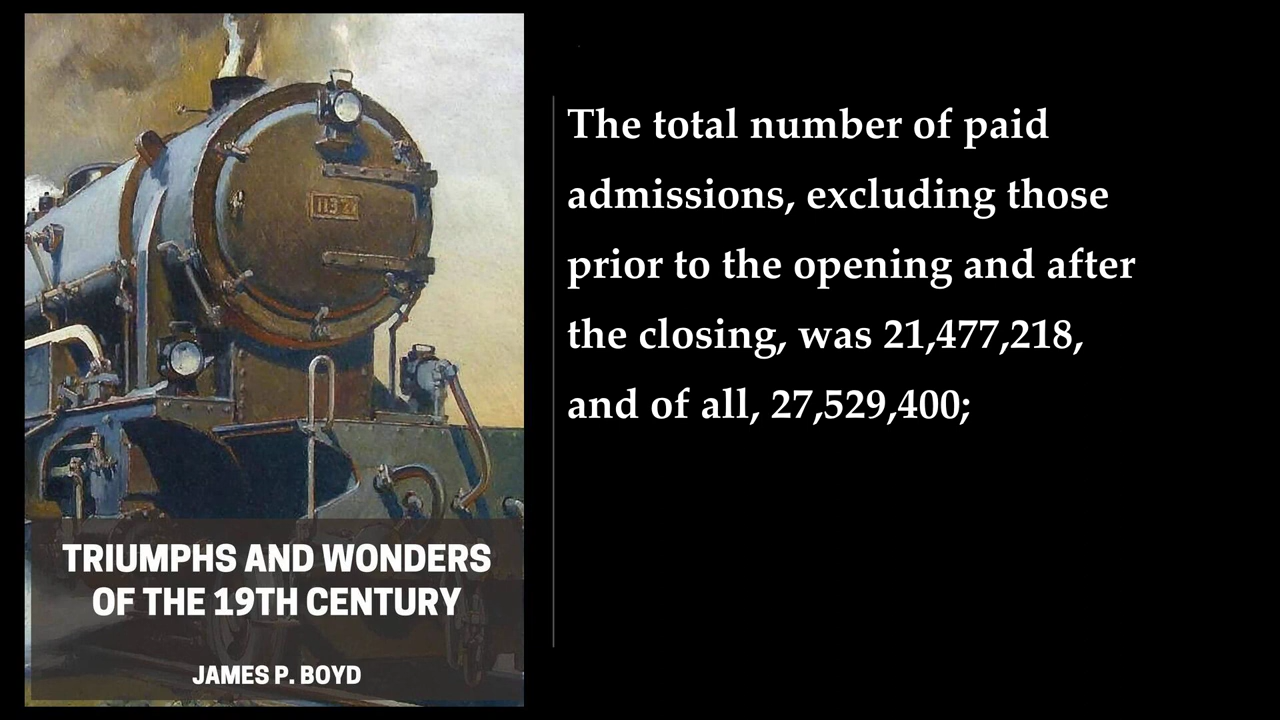 TRIUMPHS AND WONDERS
OF THE 19TH CENTURY
JAMES P. BOYD
The total number of paid
admissions, excluding those
prior to the opening and after
the closing, was 21,477,218,
and of all, 27,529,400;